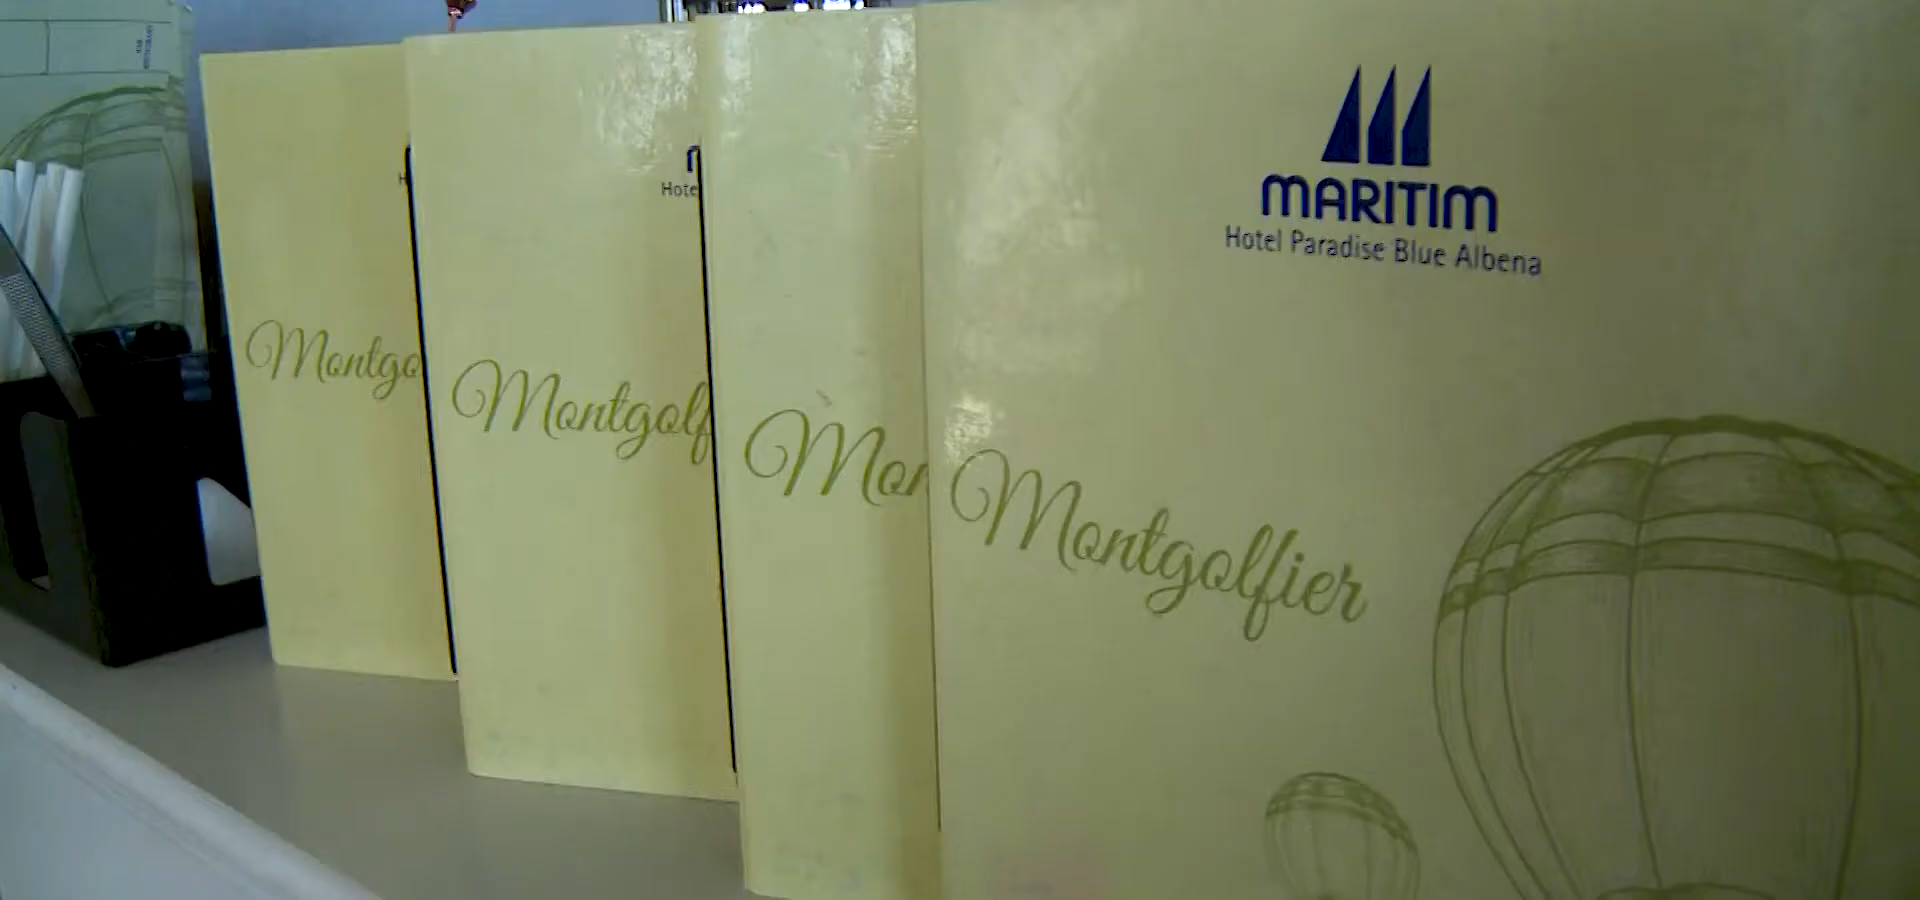 Montgo
Hote
Montgolf
Mon
MARITIM
Hotel Paradise Blue Albena
Montgolfier